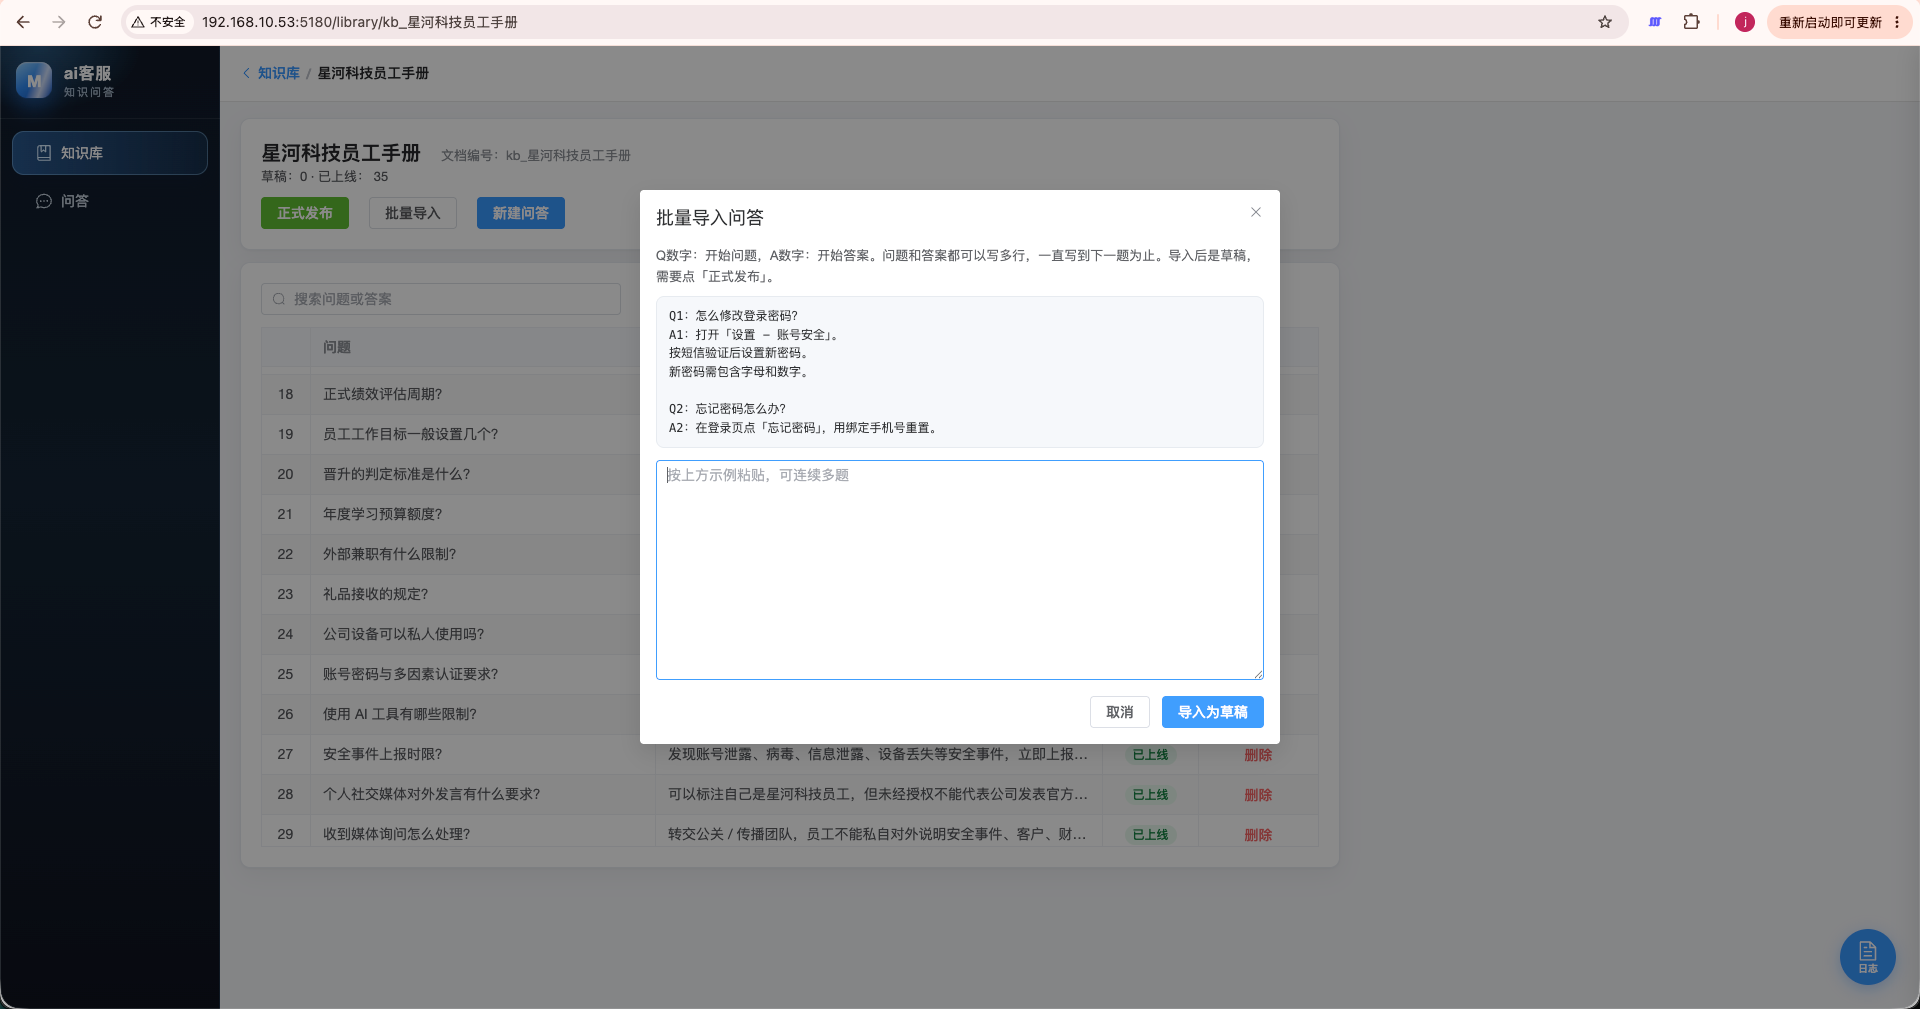 不安全
192.168.10.53:5180/library/kb_星河科技员工手册
j
重新启动即可更新
M
ai客服
知识问答
知识库
问答
知识库 / 星河科技员工手册
星河科技员工手册 文档编号：kb_星河科技员工手册
草稿：0 · 已上线： 35
正式发布
批量导入
新建问答
搜索问题或答案
问题
18 正式绩效评估周期?
19 员工工作目标一般设置几个?
20 晋升的判定标准是什么?
21 年度学习预算额度?
22 外部兼职有什么限制?
23 礼品接收的规定?
24 公司设备可以私人使用吗?
25 账号密码与多因素认证要求?
26 使用 AI 工具有哪些限制?
27 安全事件上报时限? 发现账号泄露、病毒、信息泄露、设备丢失等安全事件，立即上报... 已上线 删除
28 个人社交媒体对外发言有什么要求? 可以标注自己是星河科技员工，但未经授权不能代表公司发表官方... 已上线 删除
29 收到媒体询问怎么处理? 转交公关 / 传播团队，员工不能私自对外说明安全事件、客户、财... 已上线 删除
批量导入问答
Q数字：开始问题，A数字：开始答案。问题和答案都可以写多行，一直写到下一题为止。导入后是草稿，
需要点「正式发布」。
Q1：怎么修改登录密码?
A1：打开「设置 – 账号安全」。
按短信验证后设置新密码。
新密码需包含字母和数字。
Q2：忘记密码怎么办?
A2：在登录页点「忘记密码」，用绑定手机号重置。
按上方示例粘贴，可连续多题
取消
导入为草稿
日志